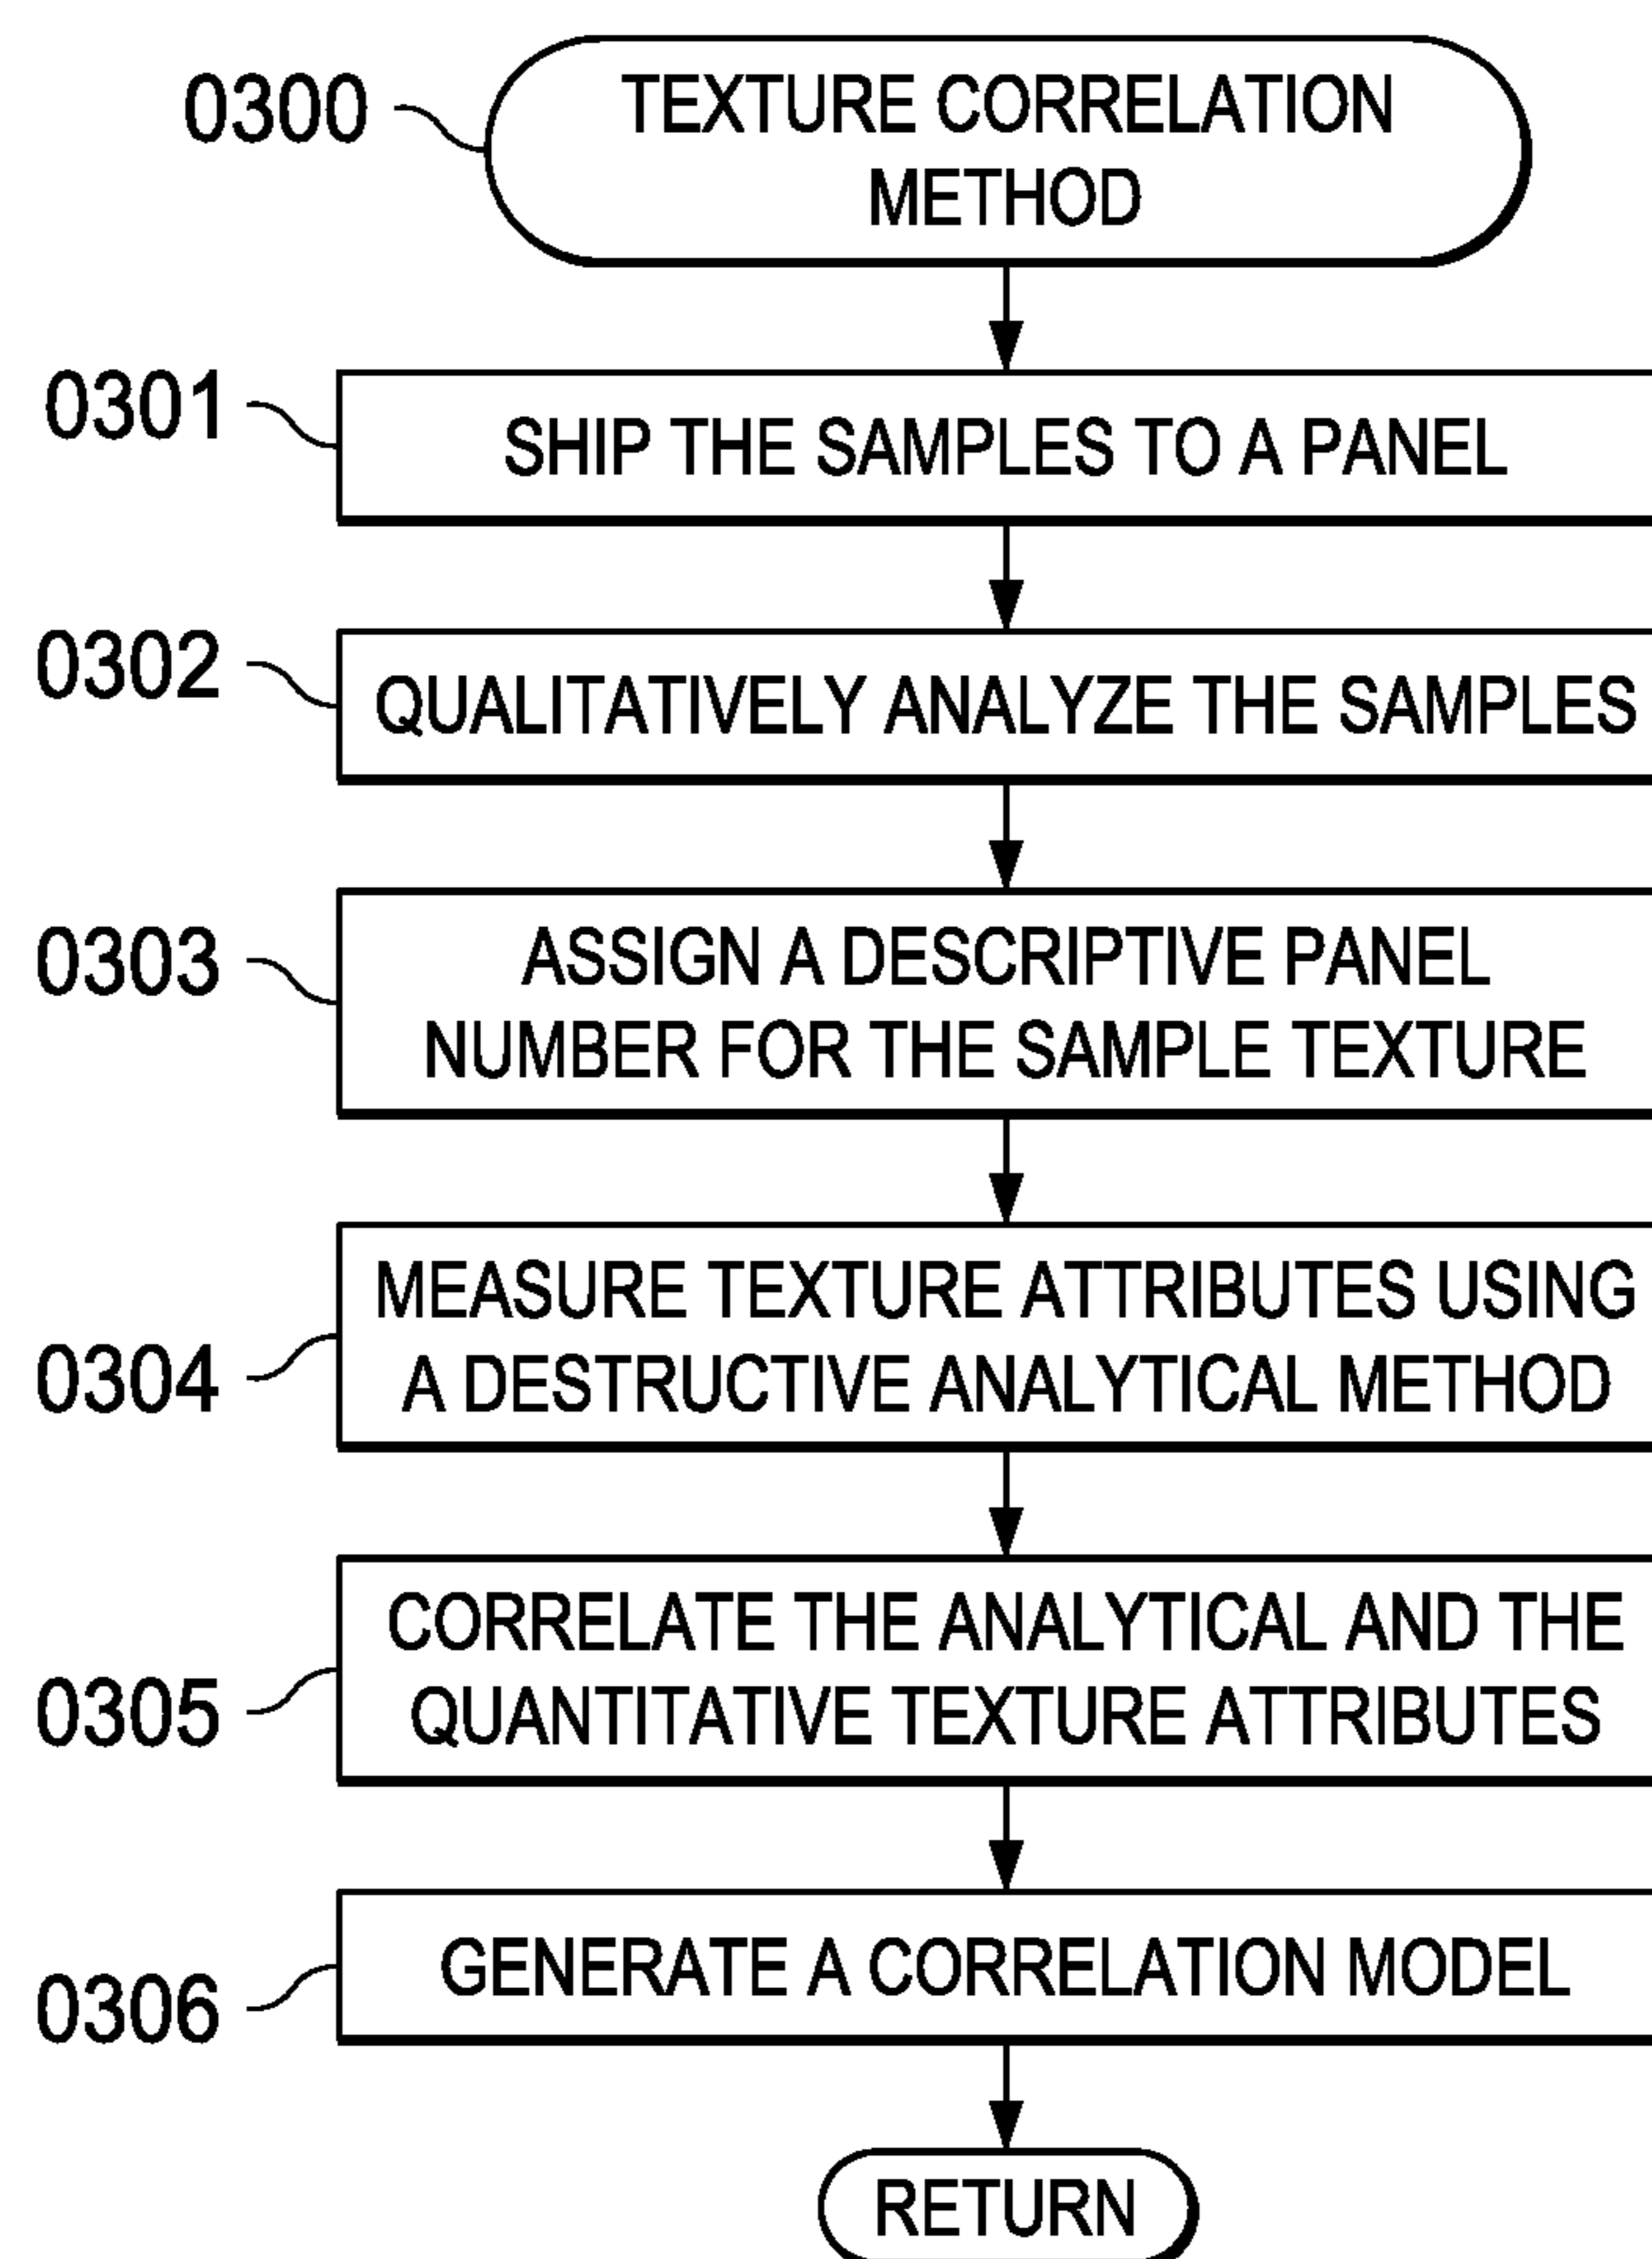 0300
TEXTURE CORRELATION
METHOD
0301
SHIP THE SAMPLES TO A PANEL
0302
QUALITATIVELY ANALYZE THE SAMPLES
0303
ASSIGN A DESCRIPTIVE PANEL
NUMBER FOR THE SAMPLE TEXTURE
0304
MEASURE TEXTURE ATTRIBUTES USING
A DESTRUCTIVE ANALYTICAL METHOD
0305
CORRELATE THE ANALYTICAL AND THE
QUANTITATIVE TEXTURE ATTRIBUTES
0306
GENERATE A CORRELATION MODEL
RETURN